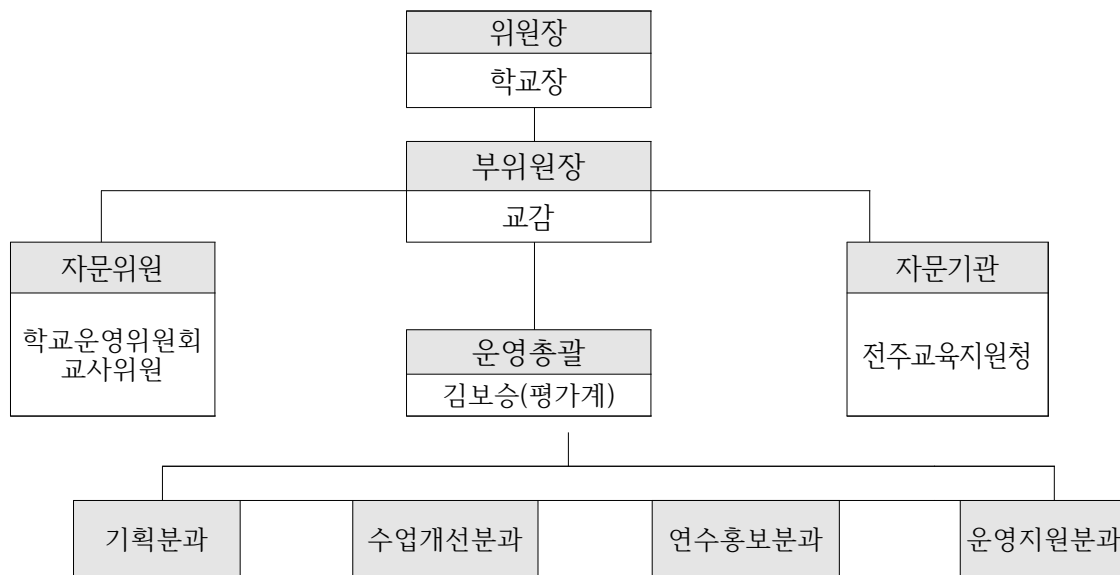 위원장
학교장
부위원장
교감
자문위원
학교운영위원회
교사위원
자문기관
전주교육지원청
운영총괄
김보승(평가계)
기획분과
수업개선분과
연수홍보분과
운영지원분과